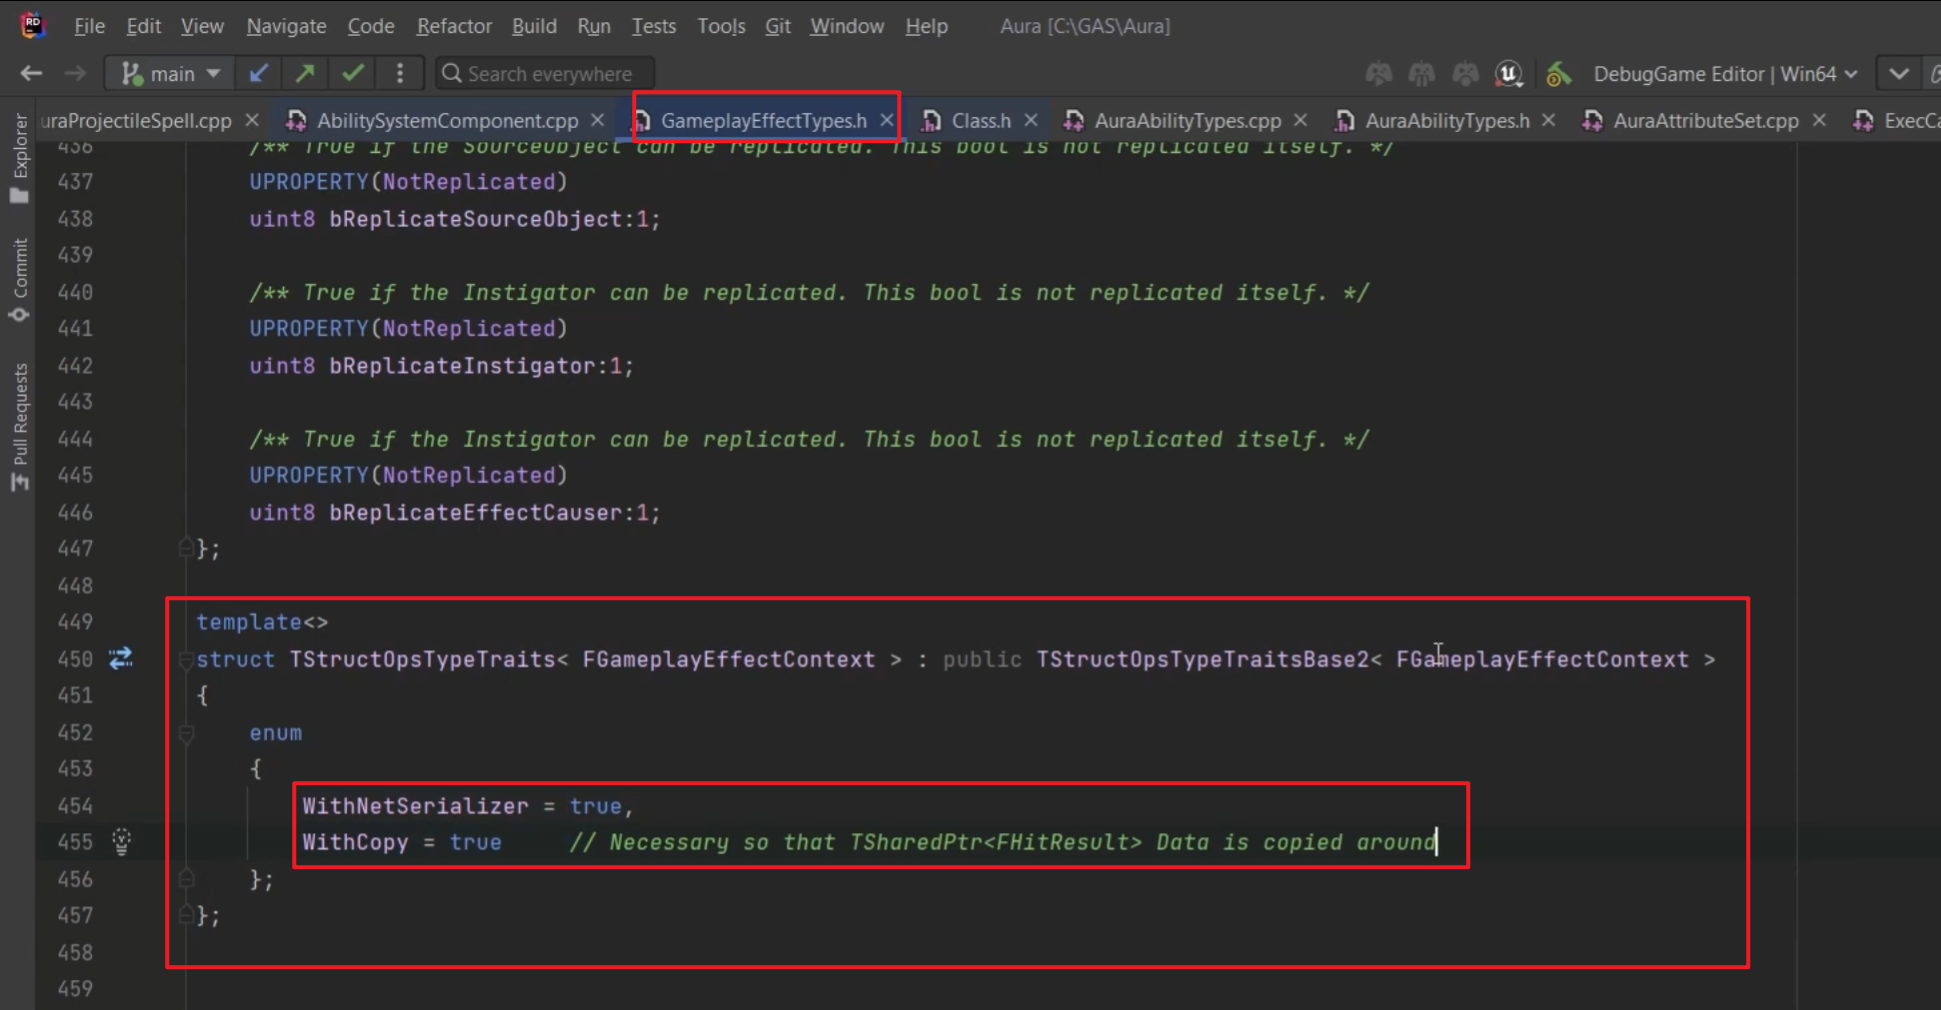 RD File Edit View Navigate Code Refactor Build Run Tests Tools Git Window Help Aura [C:\GAS\Aura]
main Search everywhere DebugGame Editor | Win64
uraProjectileSpell.cpp AbilitySystemComponent.cpp GameplayEffectTypes.h Class.h AuraAbilityTypes.cpp AuraAbilityTypes.h AuraAttributeSet.cpp ExecCa
Explorer
Commit
Pull Requests
436 /** True if the SourceObject can be replicated. This bool is not replicated itself. */
437 UPROPERTY(NotReplicated)
438 uint8 bReplicateSourceObject:1;
439
440 /** True if the Instigator can be replicated. This bool is not replicated itself. */
441 UPROPERTY(NotReplicated)
442 uint8 bReplicateInstigator:1;
443
444 /** True if the Instigator can be replicated. This bool is not replicated itself. */
445 UPROPERTY(NotReplicated)
446 uint8 bReplicateEffectCauser:1;
447 };
448
449 template<>
450 struct TStructOpsTypeTraits< FGameplayEffectContext > : public TStructOpsTypeTraitsBase2< FGameplayEffectContext >
451 {
452 enum
453 {
454 WithNetSerializer = true,
455 WithCopy = true // Necessary so that TSharedPtr<FHitResult> Data is copied around
456 };
457 };
458
459